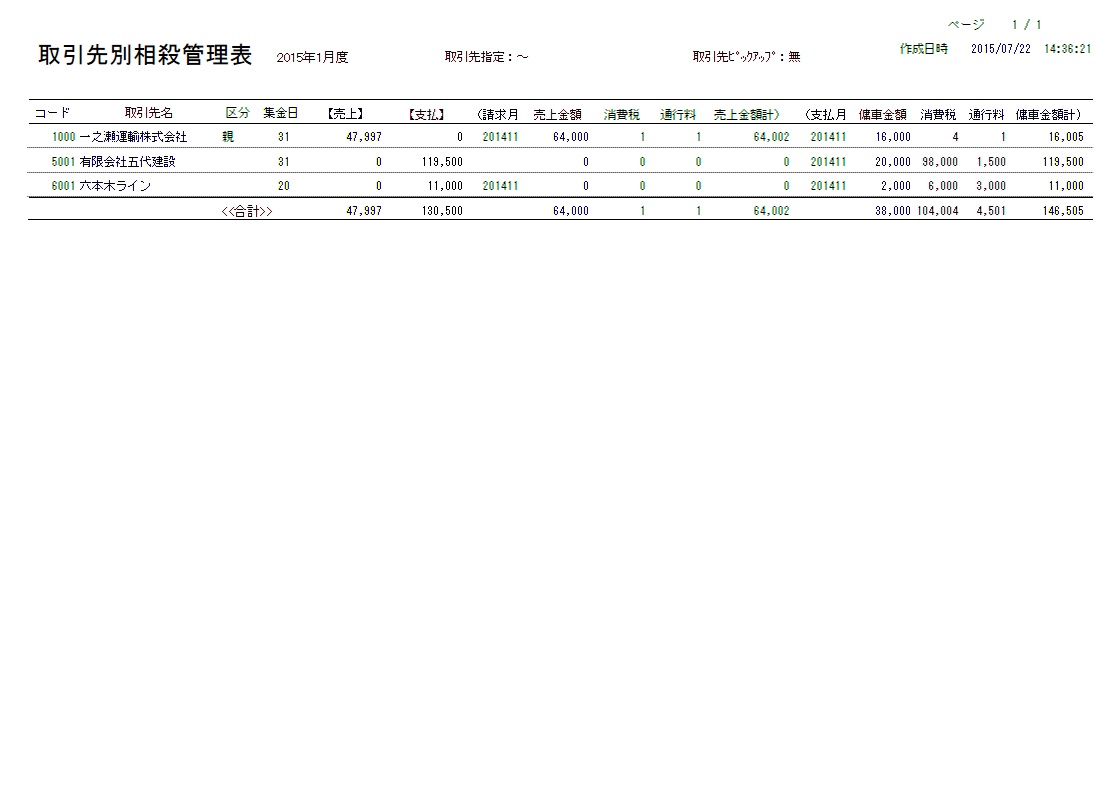 ページ 1 / 1
取引先別相殺管理表 2015年1月度 取引先指定：～ 取引先ﾋﾟｯｸｱｯﾌﾟ：無 作成日時 2015/07/22 14:36:21
コード 取引先名 区分 集金日 【売上】 【支払】 （請求月 売上金額 消費税 通行料 売上金額計） （支払月 傭車金額 消費税 通行料 傭車金額計）
1000 一之瀬運輸株式会社 親 31 47,997 0 201411 64,000 1 1 64,002 201411 16,000 4 1 16,005
5001 有限会社五代建設 31 0 119,500 0 0 0 0 201411 20,000 98,000 1,500 119,500
6001 六本木ライン 20 0 11,000 201411 0 0 0 0 201411 2,000 6,000 3,000 11,000
<<合計>> 47,997 130,500 64,000 1 1 64,002 38,000 104,004 4,501 146,505